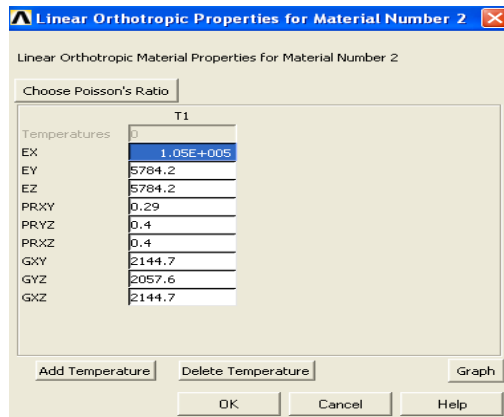 Linear Orthotropic Properties for Material Number 2
Linear Orthotropic Material Properties for Material Number 2
Choose Poisson's Ratio
T1
Temperatures 0
EX 1.05E+005
EY 5784.2
EZ 5784.2
PRXY 0.29
PRYZ 0.4
PRXZ 0.4
GXY 2144.7
GYZ 2057.6
GXZ 2144.7
Add Temperature Delete Temperature Graph
OK Cancel Help